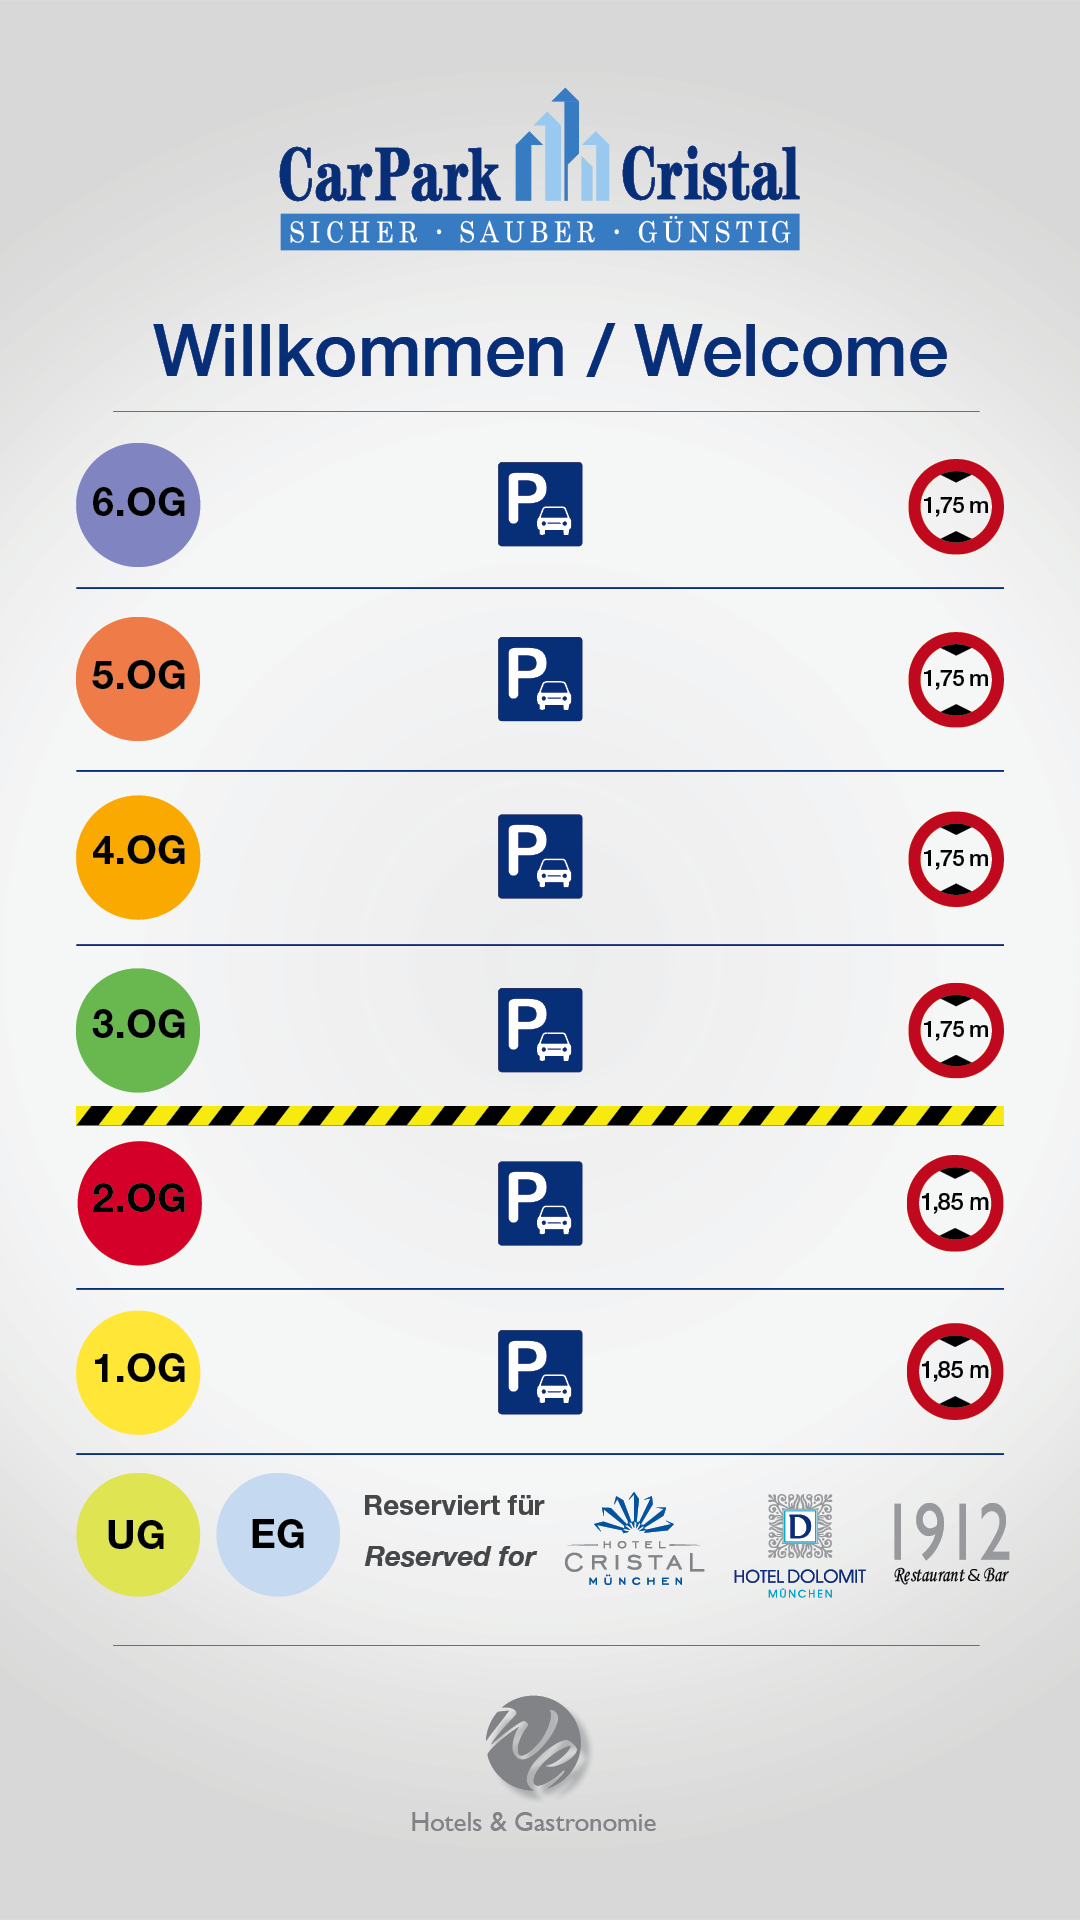 CarPark Cristal
SICHER · SAUBER · GÜNSTIG
Willkommen / Welcome
6.OG P 1,75 m
5.OG P 1,75 m
4.OG P 1,75 m
3.OG P 1,75 m
2.OG P 1,85 m
1.OG P 1,85 m
UG EG
Reserviert für
Reserved for
HOTEL
CRISTAL
MÜNCHEN
D
HOTEL DOLOMIT
MÜNCHEN
1912
Restaurant & Bar
WC
Hotels & Gastronomie